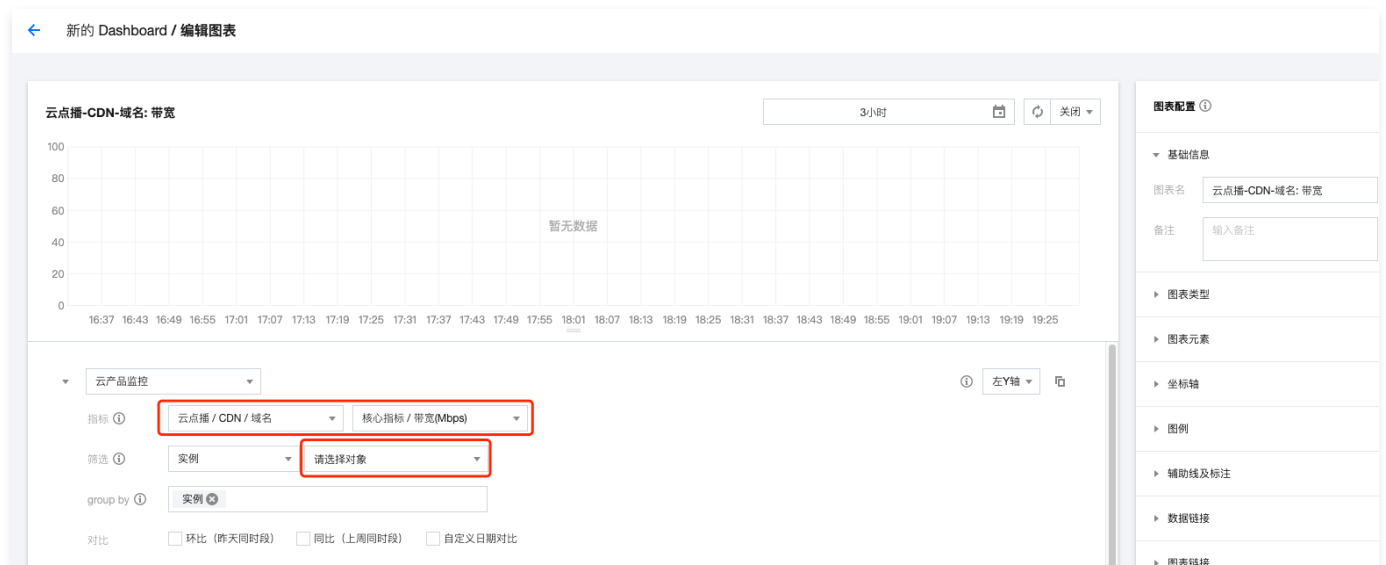 新的 Dashboard / 编辑图表
云点播-CDN-域名: 带宽
3小时
关闭
100
80
60
40
20
0
暂无数据
16:37 16:43 16:49 16:55 17:01 17:07 17:13 17:19 17:25 17:31 17:37 17:43 17:49 17:55 18:01 18:07 18:13 18:19 18:25 18:31 18:37 18:43 18:49 18:55 19:01 19:07 19:13 19:19 19:25
云产品监控
左Y轴
指标 云点播 / CDN / 域名 核心指标 / 带宽(Mbps)
筛选 实例 请选择对象
group by 实例
对比 环比（昨天同时段） 同比（上周同时段） 自定义日期对比
图表配置
基础信息
图表名 云点播-CDN-域名: 带宽
备注 输入备注
图表类型
图表元素
坐标轴
图例
辅助线及标注
数据链接
图表链接